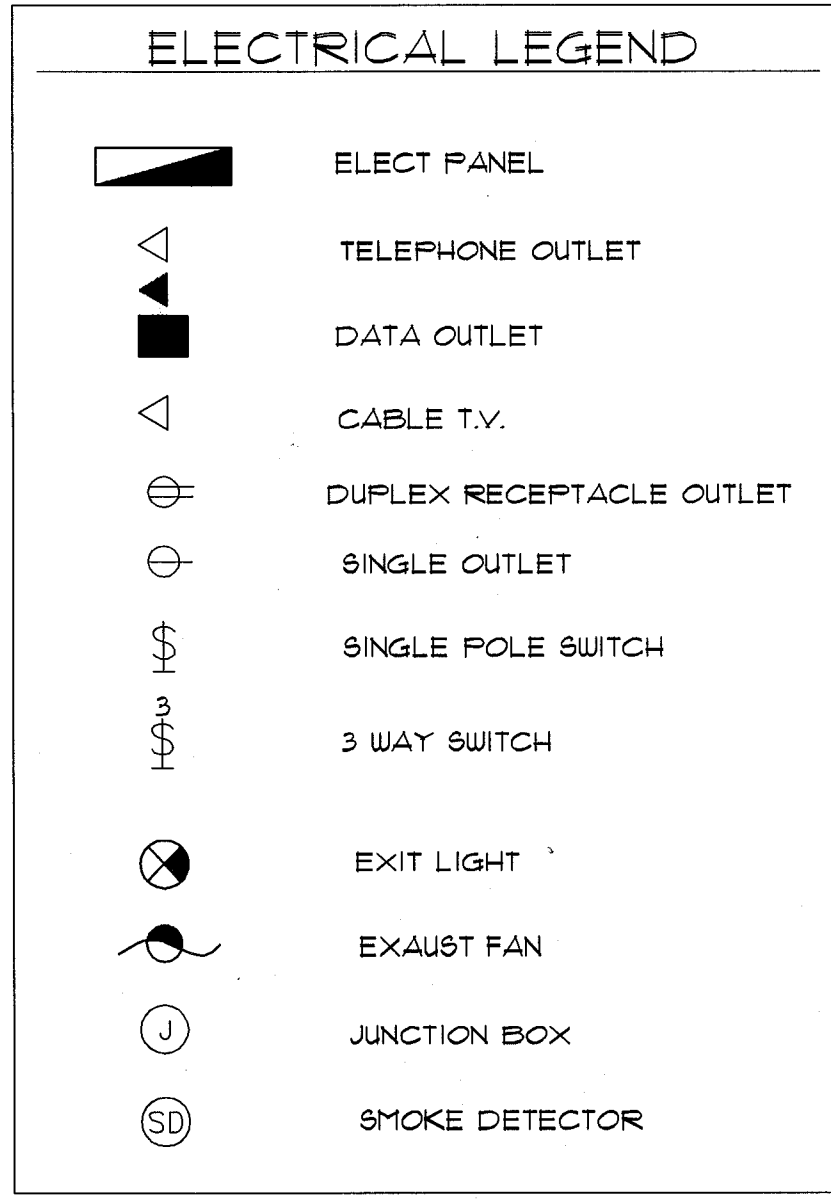 ELECTRICAL LEGEND
ELECT PANEL
TELEPHONE OUTLET
DATA OUTLET
CABLE T.V.
DUPLEX RECEPTACLE OUTLET
SINGLE OUTLET
$ SINGLE POLE SWITCH
3
$ 3 WAY SWITCH
EXIT LIGHT
EXAUST FAN
J JUNCTION BOX
SD SMOKE DETECTOR